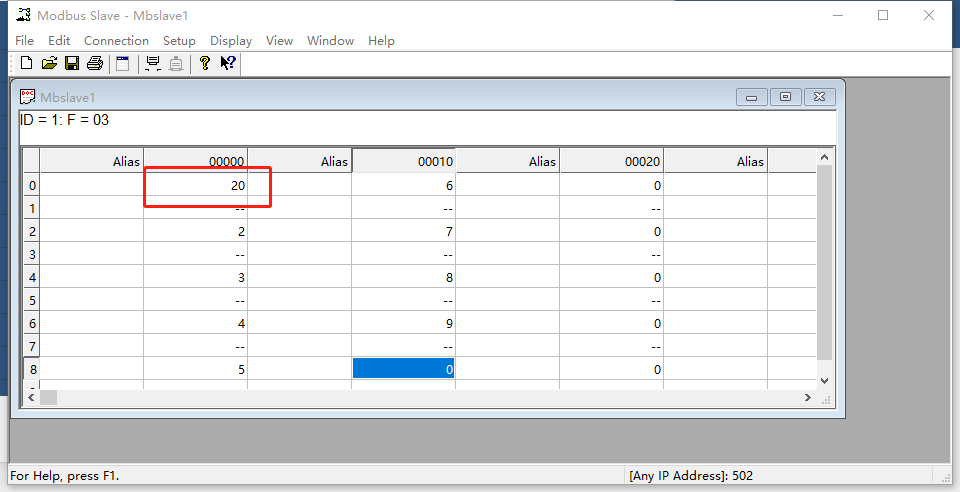 Modbus Slave - Mbslave1
File Edit Connection Setup Display View Window Help
Mbslave1
ID = 1: F = 03
Alias 00000 Alias 00010 Alias 00020 Alias
0 20 6 0
1 -- -- --
2 2 7 0
3 -- -- --
4 3 8 0
5 -- -- --
6 4 9 0
7 -- -- --
8 5 0 0
For Help, press F1. [Any IP Address]: 502